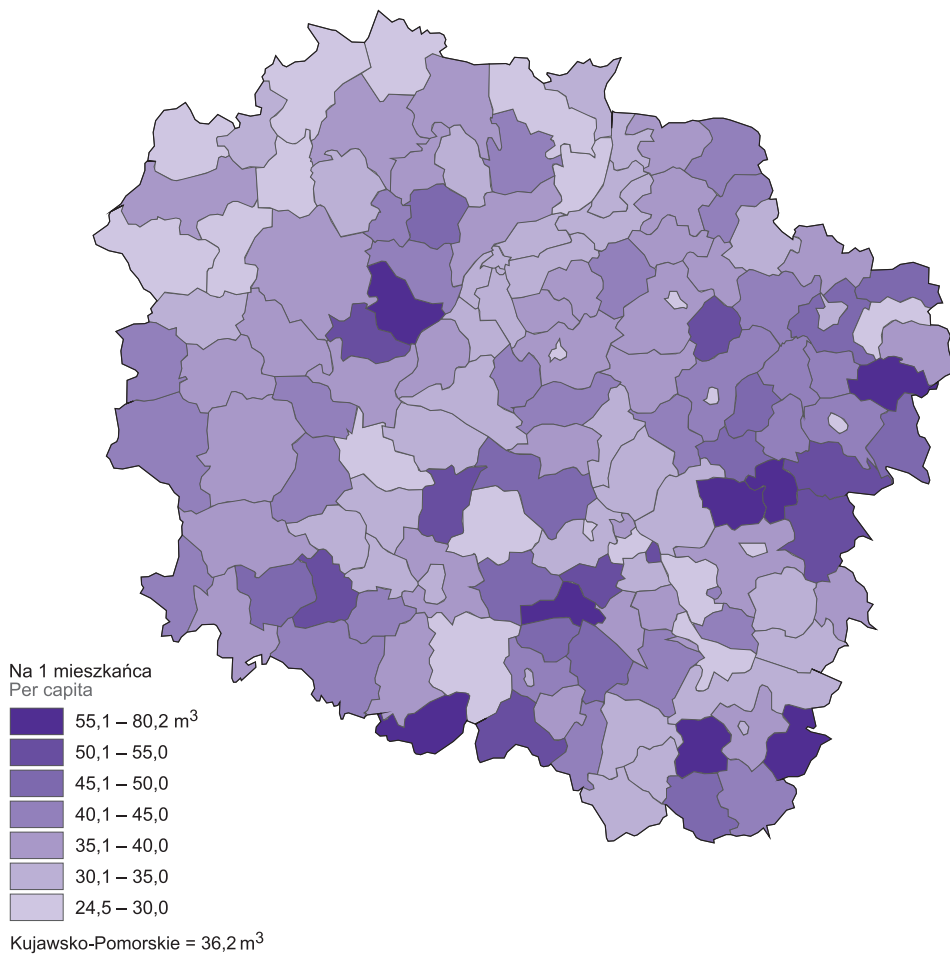 Na 1 mieszkańca
Per capita
55,1 – 80,2 m³
50,1 – 55,0
45,1 – 50,0
40,1 – 45,0
35,1 – 40,0
30,1 – 35,0
24,5 – 30,0
Kujawsko-Pomorskie = 36,2 m³